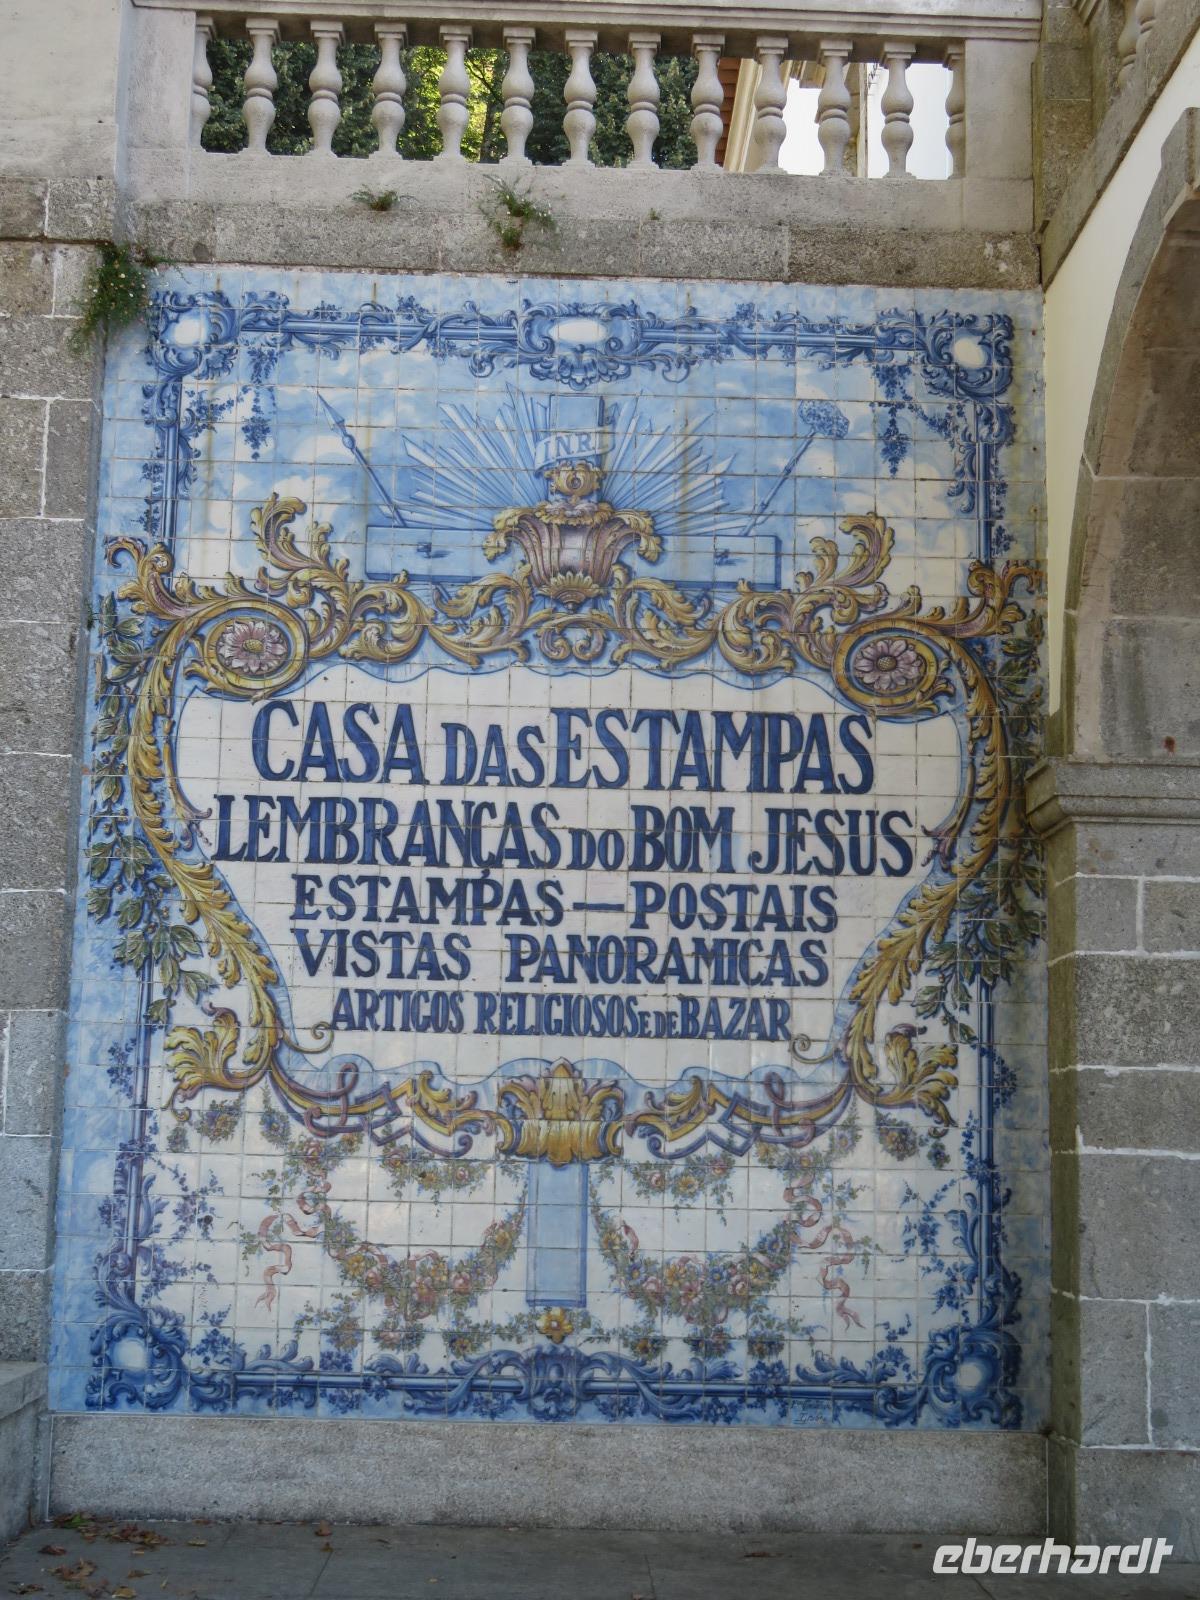 INRI
CASA DAS ESTAMPAS
LEMBRANÇAS DO BOM JESUS
ESTAMPAS — POSTAIS
VISTAS PANORAMICAS
ARTIGOS RELIGIOSOS E DE BAZAR
eberhardt